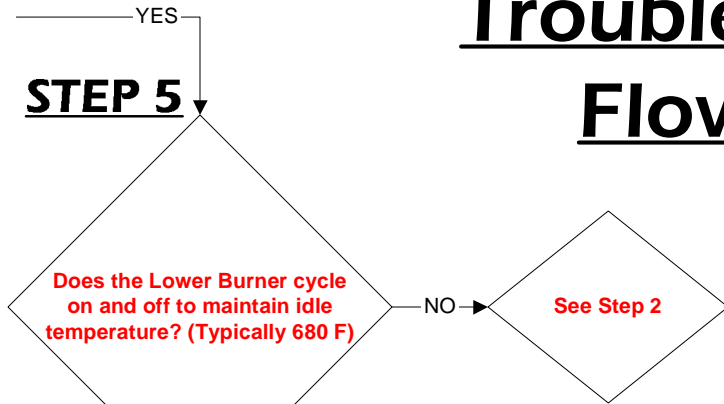 YES
STEP 5
Does the Lower Burner cycle
on and off to maintain idle
temperature? (Typically 680 F)
NO
See Step 2